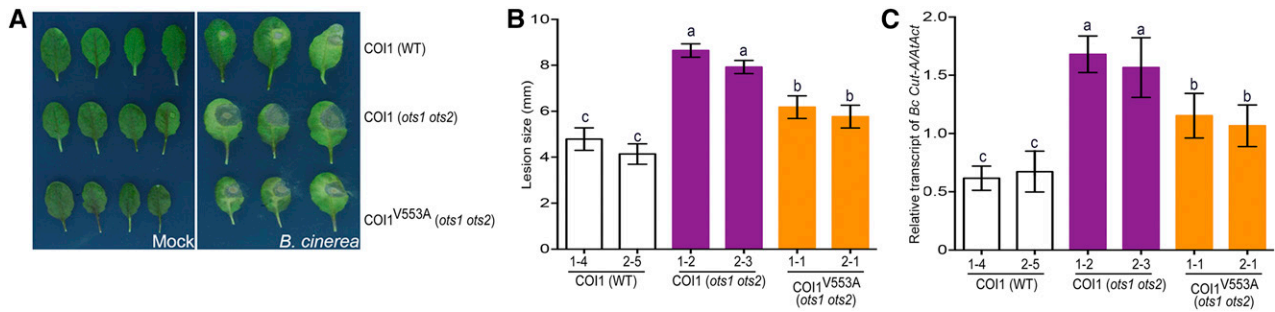 A
COI1 (WT)
COI1 (ots1 ots2)
COI1V553A (ots1 ots2)
Mock
B. cinerea
B
Lesion size (mm)
10
8
6
4
2
0
c
c
a
a
b
b
1-4
2-5
1-2
2-3
1-1
2-1
COI1 (WT)
COI1 (ots1 ots2)
COI1V553A
(ots1 ots2)
C
Relative transcript of Bc Cut-A/AtAct
2.0
1.5
1.0
0.5
0.0
c
c
a
a
b
b
1-4
2-5
1-2
2-3
1-1
2-1
COI1 (WT)
COI1 (ots1 ots2)
COI1V553A
(ots1 ots2)